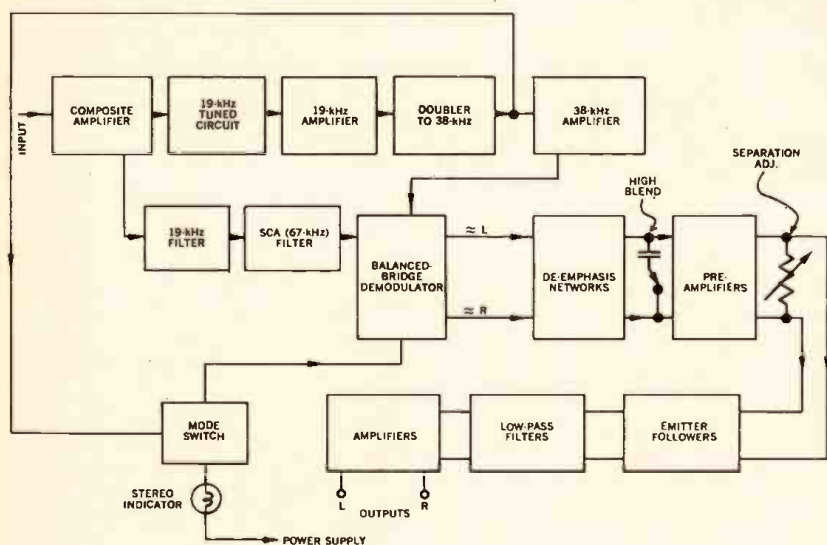 INPUT
COMPOSITE
AMPLIFIER
19-kHz
TUNED
CIRCUIT
19-kHz
AMPLIFIER
DOUBLER
TO 38-kHz
38-kHz
AMPLIFIER
19-kHz
FILTER
SCA (67-kHz)
FILTER
BALANCED-
BRIDGE
DEMODULATOR
≈ L
≈ R
DE-EMPHASIS
NETWORKS
HIGH
BLEND
PRE-
AMPLIFIERS
SEPARATION
ADJ.
MODE
SWITCH
STEREO
INDICATOR
POWER SUPPLY
AMPLIFIERS
LOW-PASS
FILTERS
EMITTER
FOLLOWERS
L
OUTPUTS
R